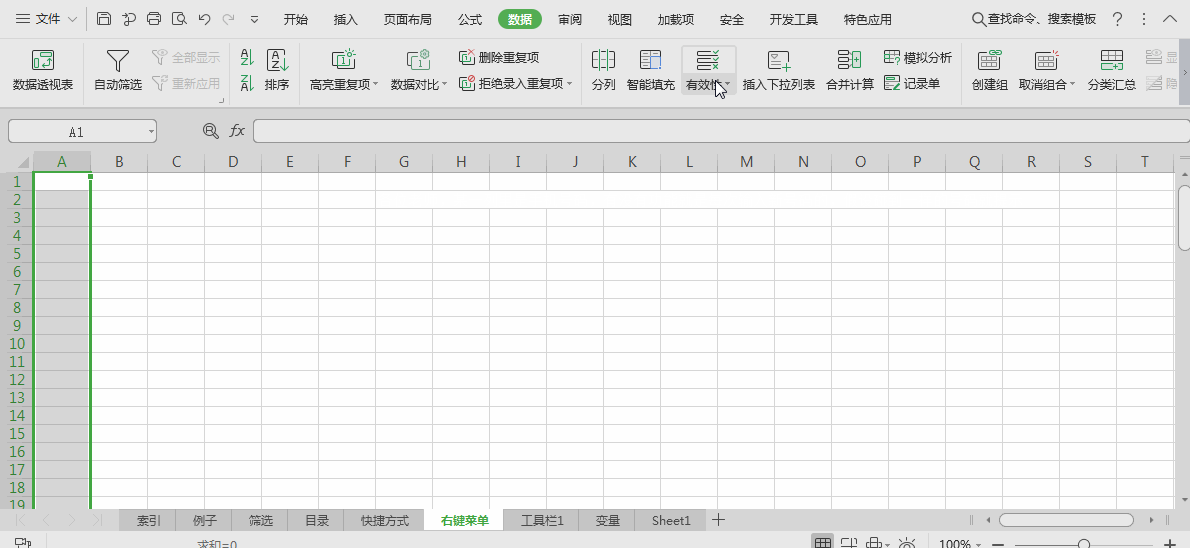 文件 开始 插入 页面布局 公式 数据 审阅 视图 加载项 安全 开发工具 特色应用 查找命令、搜索模板 ?
全部显示 删除重复项 模拟分析
数据透视表 自动筛选 重新应用 排序 高亮重复项 数据对比 拒绝录入重复项 分列 智能填充 有效性 插入下拉列表 合并计算 记录单 创建组 取消组合 分类汇总
A1 fx
A B C D E F G H I J K L M N O P Q R S T
1
2
3
4
5
6
7
8
9
10
11
12
13
14
15
16
17
18
19
索引 例子 筛选 目录 快捷方式 右键菜单 工具栏1 变量 Sheet1
求和=0 100%